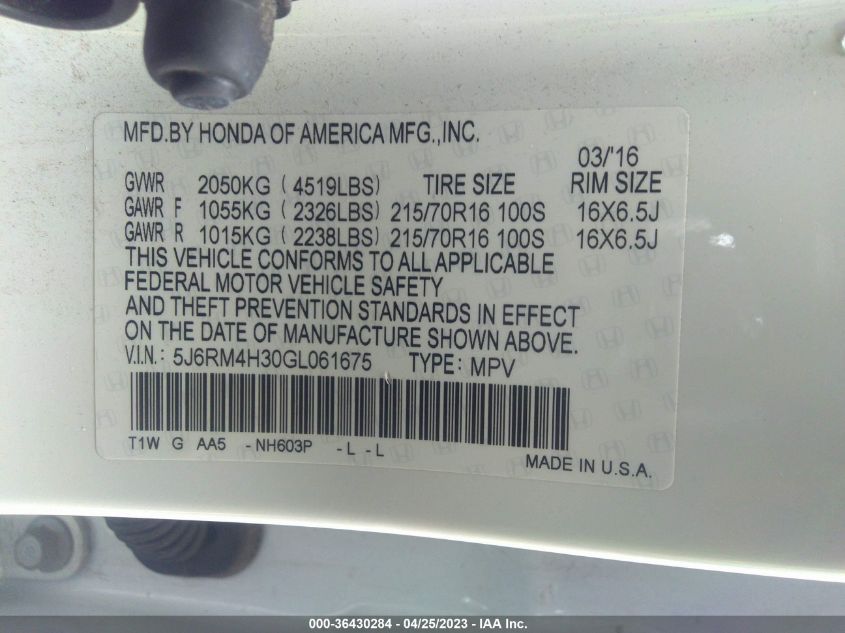 MFD.BY HONDA OF AMERICA MFG.,INC.
03/'16
GVWR 2050KG ( 4519LBS) TIRE SIZE RIM SIZE
GAWR F 1055KG ( 2326LBS) 215/70R16 100S 16X6.5J
GAWR R 1015KG ( 2238LBS) 215/70R16 100S 16X6.5J
THIS VEHICLE CONFORMS TO ALL APPLICABLE
FEDERAL MOTOR VEHICLE SAFETY
AND THEFT PREVENTION STANDARDS IN EFFECT
ON THE DATE OF MANUFACTURE SHOWN ABOVE.
V.I.N.: 5J6RM4H30GL061675 TYPE: MPV
T1W G AA5 -NH603P -L -L
MADE IN U.S.A.
000-36430284 - 04/25/2023 - IAA Inc.